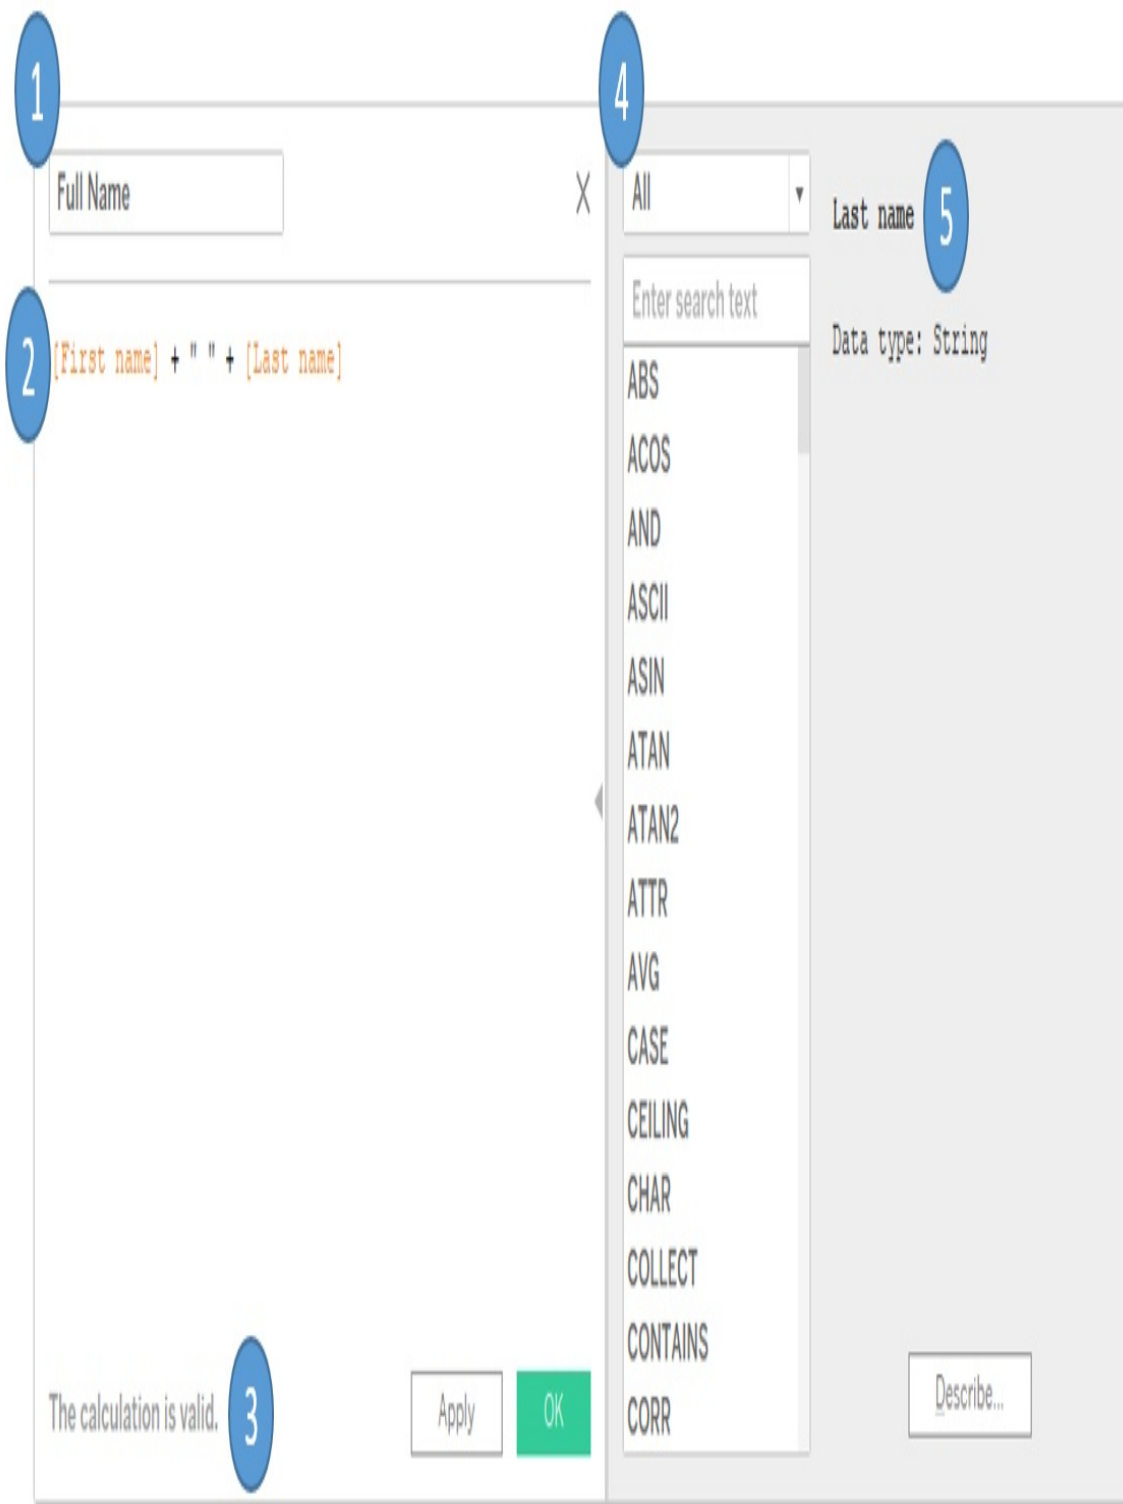 1
Full Name
X
2
[First name] + " " + [Last name]
The calculation is valid.
3
Apply
OK
4
All
Enter search text
ABS
ACOS
AND
ASCII
ASIN
ATAN
ATAN2
ATTR
AVG
CASE
CEILING
CHAR
COLLECT
CONTAINS
CORR
Last name
5
Data type: String
Describe...